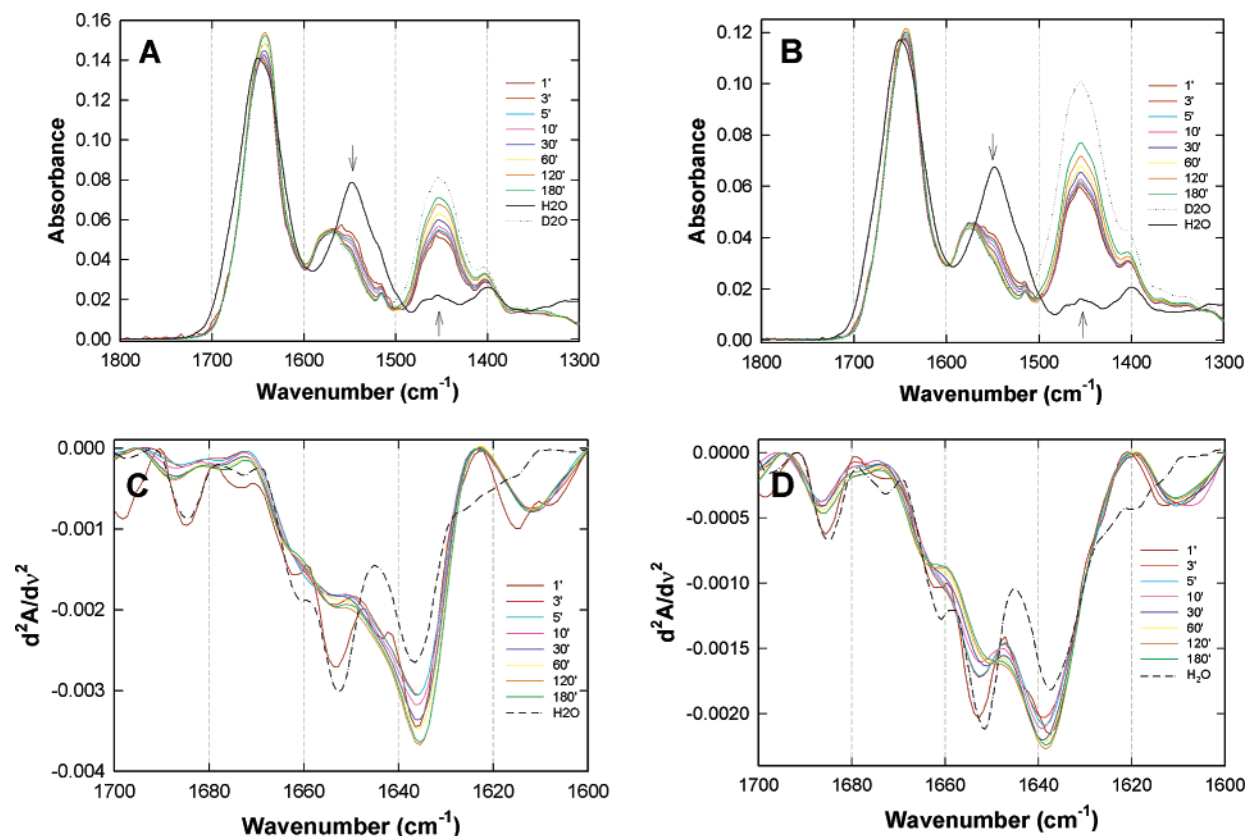 A
0.16
0.14
0.12
0.10
0.08
0.06
0.04
0.02
0.00
Absorbance
1'
3'
5'
10'
30'
60'
120'
180'
H2O
D2O
1800 1700 1600 1500 1400 1300
Wavenumber (cm⁻¹)
B
0.12
0.10
0.08
0.06
0.04
0.02
0.00
Absorbance
1'
3'
5'
10'
30'
60'
120'
180'
D2O
H2O
1800 1700 1600 1500 1400 1300
Wavenumber (cm⁻¹)
C
0.000
-0.001
-0.002
-0.003
-0.004
d²A/dν²
1'
3'
5'
10'
30'
60'
120'
180'
H2O
1700 1680 1660 1640 1620 1600
Wavenumber (cm⁻¹)
D
0.0000
-0.0005
-0.0010
-0.0015
-0.0020
d²A/dν²
1'
3'
5'
10'
30'
60'
120'
180'
H₂O
1700 1680 1660 1640 1620 1600
Wavenumber (cm⁻¹)